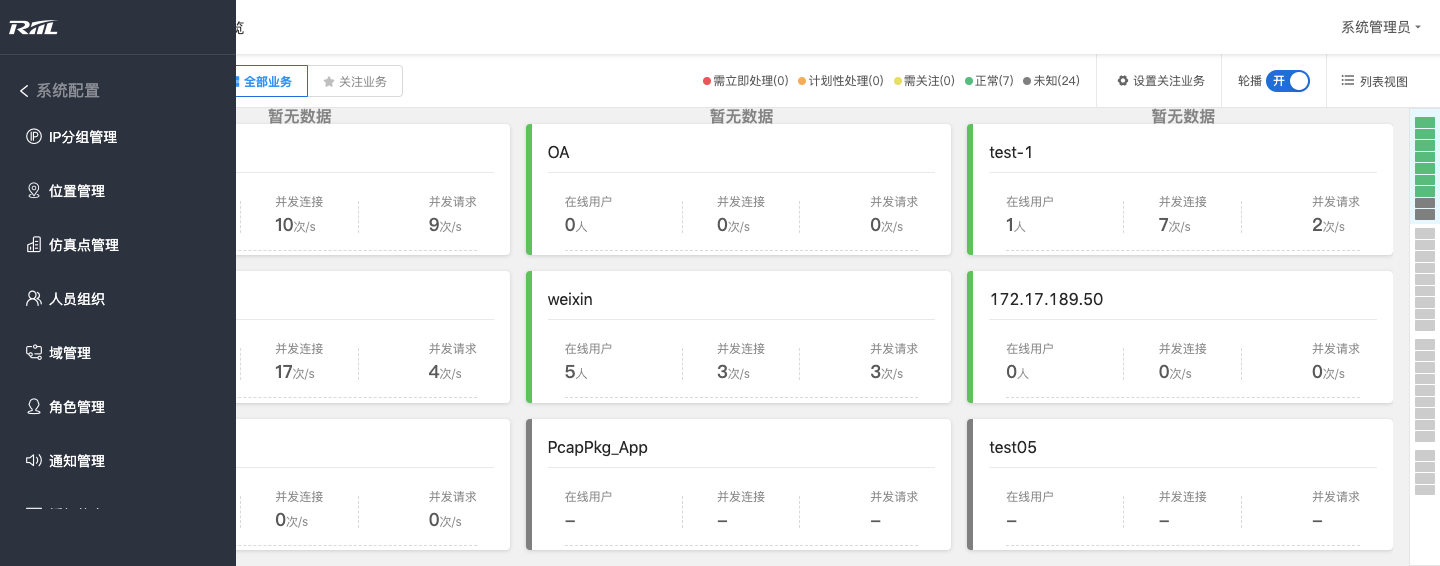 RIIL
览
系统管理员
系统配置
IP分组管理
位置管理
仿真点管理
人员组织
域管理
角色管理
通知管理
全部业务
关注业务
需立即处理(0)
计划性处理(0)
需关注(0)
正常(7)
未知(24)
设置关注业务
轮播
开
列表视图
暂无数据
暂无数据
暂无数据
并发连接
并发请求
10次/s
9次/s
OA
在线用户
并发连接
并发请求
0人
0次/s
0次/s
test-1
在线用户
并发连接
并发请求
1人
7次/s
2次/s
并发连接
并发请求
17次/s
4次/s
weixin
在线用户
并发连接
并发请求
5人
3次/s
3次/s
172.17.189.50
在线用户
并发连接
并发请求
0人
0次/s
0次/s
并发连接
并发请求
0次/s
0次/s
PcapPkg_App
在线用户
并发连接
并发请求
–
–
–
test05
在线用户
并发连接
并发请求
–
–
–